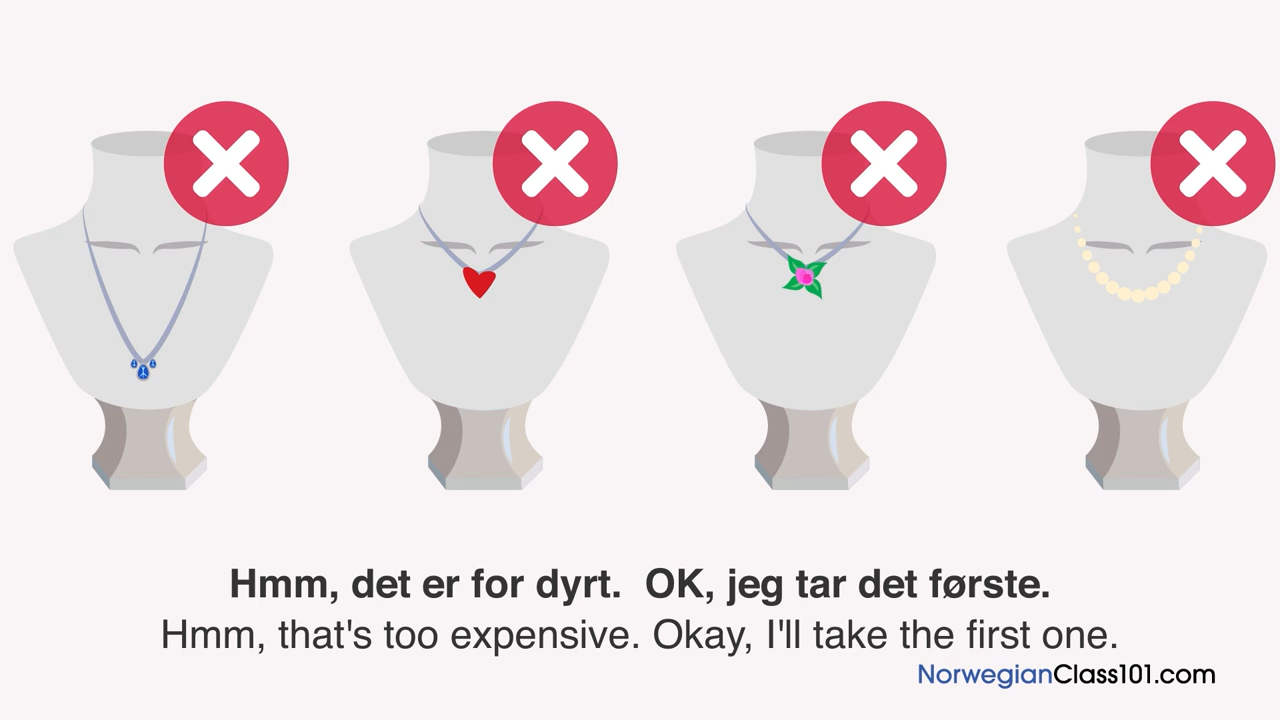 Hmm, det er for dyrt.  OK, jeg tar det første.
Hmm, that's too expensive. Okay, I'll take the first one.
NorwegianClass101.com